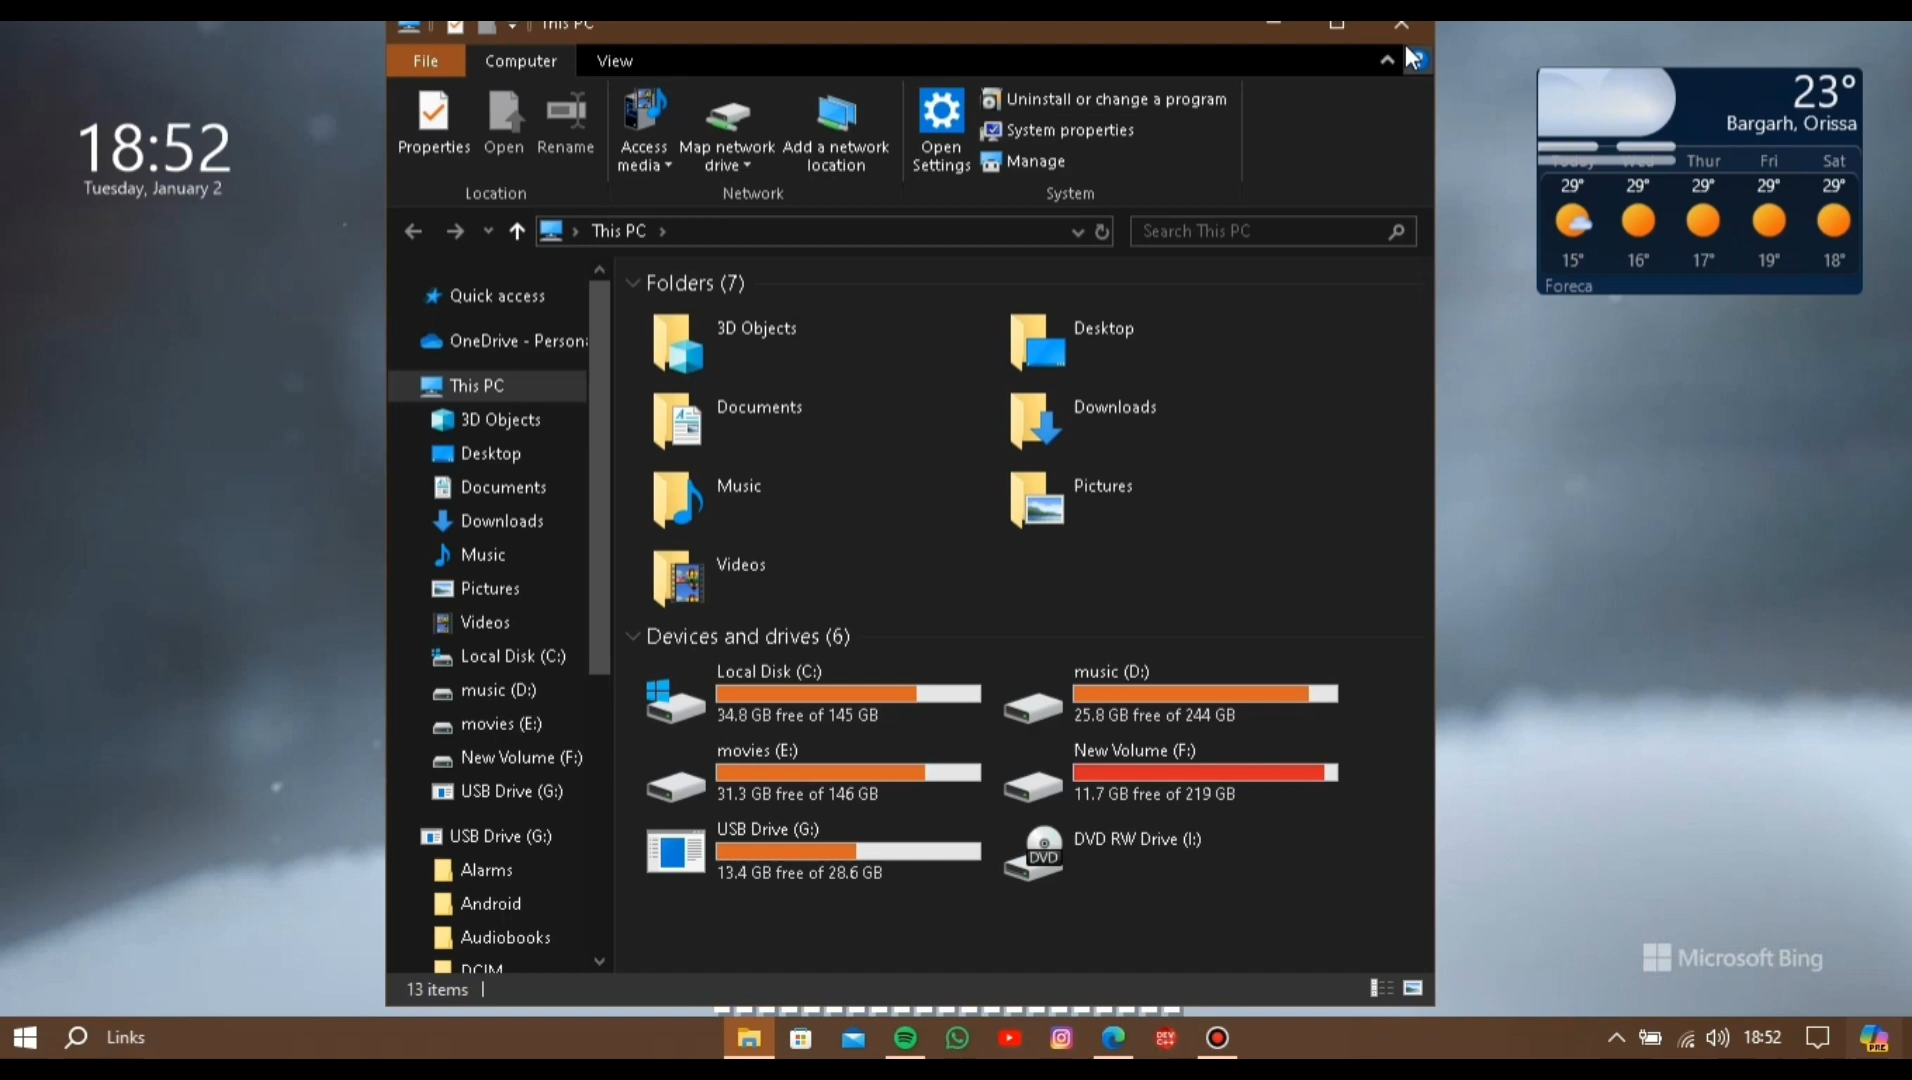 This PC
File
Computer
View
18:52
Tuesday, January 2
Properties
Open
Rename
Access media
Map network drive
Add a network location
Open Settings
Uninstall or change a program
System properties
Manage
Location
Network
System
23°
Bargarh, Orissa
Today Wed Thur Fri Sat
29° 29° 29° 29° 29°
15° 16° 17° 19° 18°
Foreca
This PC
Search This PC
Quick access
OneDrive - Person
This PC
3D Objects
Desktop
Documents
Downloads
Music
Pictures
Videos
Local Disk (C:)
music (D:)
movies (E:)
New Volume (F:)
USB Drive (G:)
USB Drive (G:)
Alarms
Android
Audiobooks
DCIM
Folders (7)
3D Objects
Desktop
Documents
Downloads
Music
Pictures
Videos
Devices and drives (6)
Local Disk (C:)
34.8 GB free of 145 GB
music (D:)
25.8 GB free of 244 GB
movies (E:)
31.3 GB free of 146 GB
New Volume (F:)
11.7 GB free of 219 GB
USB Drive (G:)
13.4 GB free of 28.6 GB
DVD
DVD RW Drive (I:)
13 items
Microsoft Bing
Links
DEV
C++
18:52
PRE